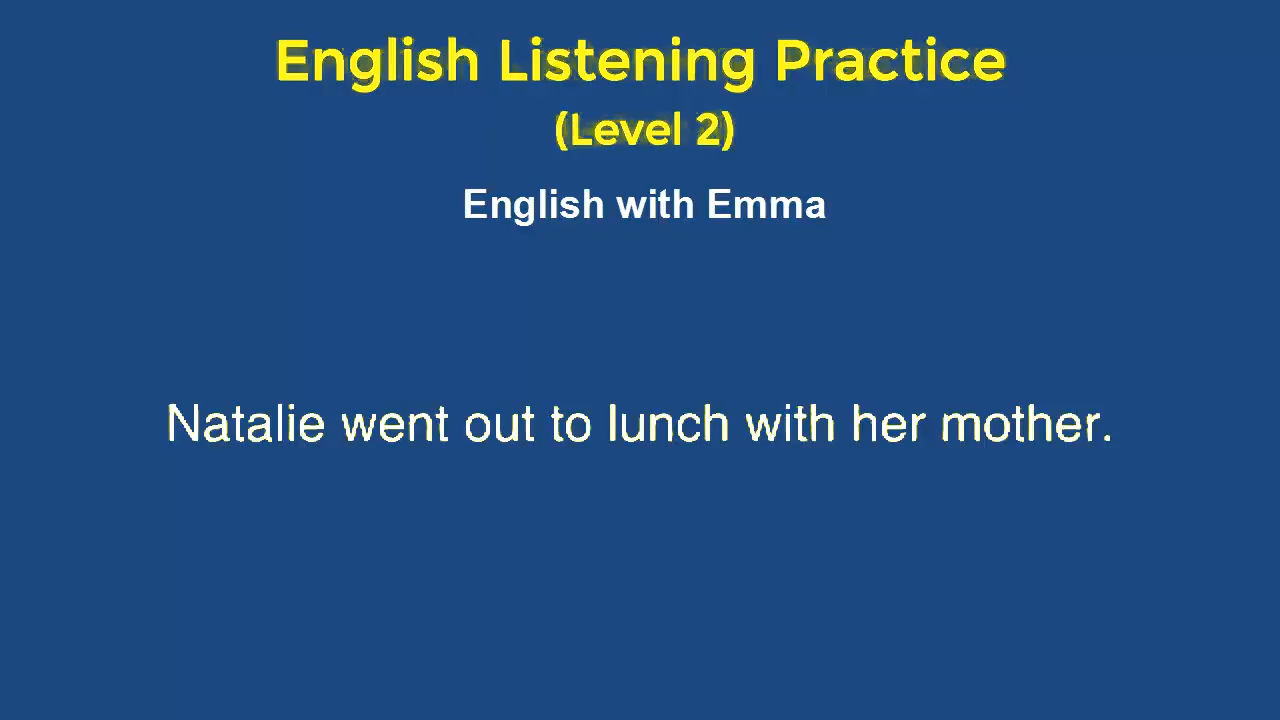 English Listening Practice
(Level 2)
English with Emma
Natalie went out to lunch with her mother.